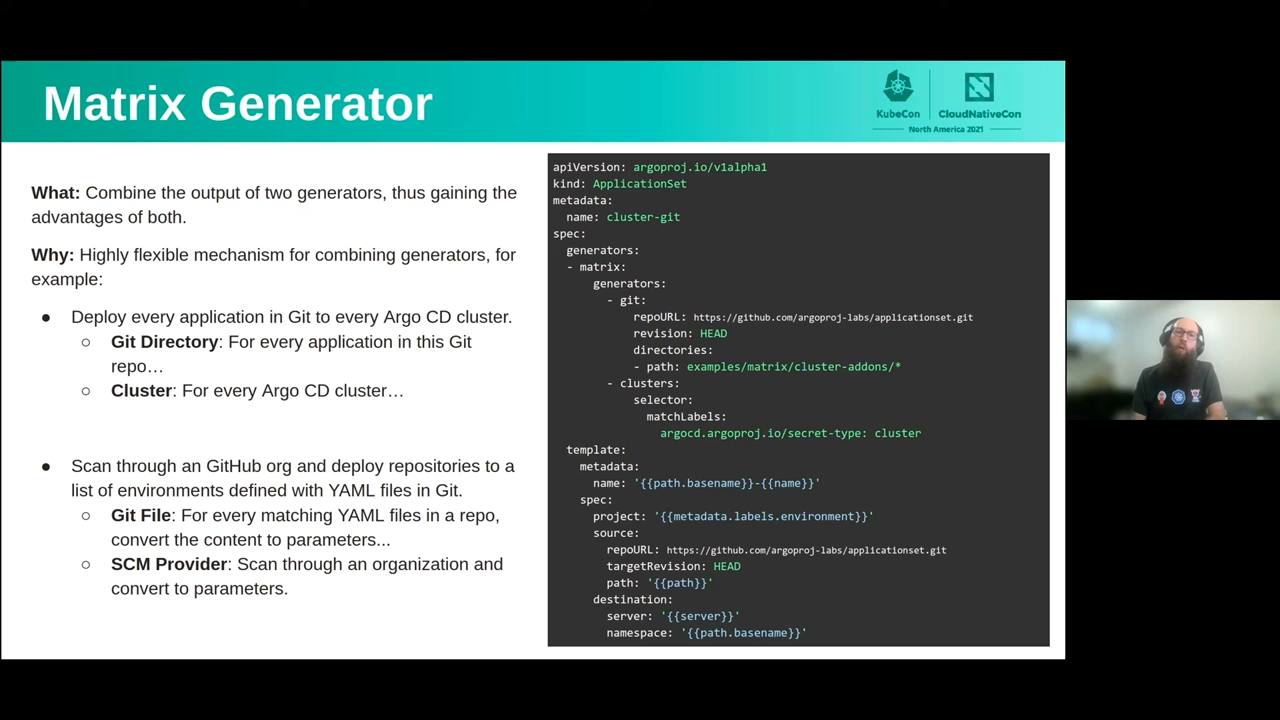 Matrix Generator
KubeCon
CloudNativeCon
North America 2021
What: Combine the output of two generators, thus gaining the
advantages of both.
Why: Highly flexible mechanism for combining generators, for
example:
● Deploy every application in Git to every Argo CD cluster.
○ Git Directory: For every application in this Git
repo…
○ Cluster: For every Argo CD cluster…
● Scan through an GitHub org and deploy repositories to a
list of environments defined with YAML files in Git.
○ Git File: For every matching YAML files in a repo,
convert the content to parameters...
○ SCM Provider: Scan through an organization and
convert to parameters.
apiVersion: argoproj.io/v1alpha1
kind: ApplicationSet
metadata:
  name: cluster-git
spec:
  generators:
  - matrix:
      generators:
        - git:
            repoURL: https://github.com/argoproj-labs/applicationset.git
            revision: HEAD
            directories:
            - path: examples/matrix/cluster-addons/*
        - clusters:
            selector:
              matchLabels:
                argocd.argoproj.io/secret-type: cluster
  template:
    metadata:
      name: '{{path.basename}}-{{name}}'
    spec:
      project: '{{metadata.labels.environment}}'
      source:
        repoURL: https://github.com/argoproj-labs/applicationset.git
        targetRevision: HEAD
        path: '{{path}}'
      destination:
        server: '{{server}}'
        namespace: '{{path.basename}}'